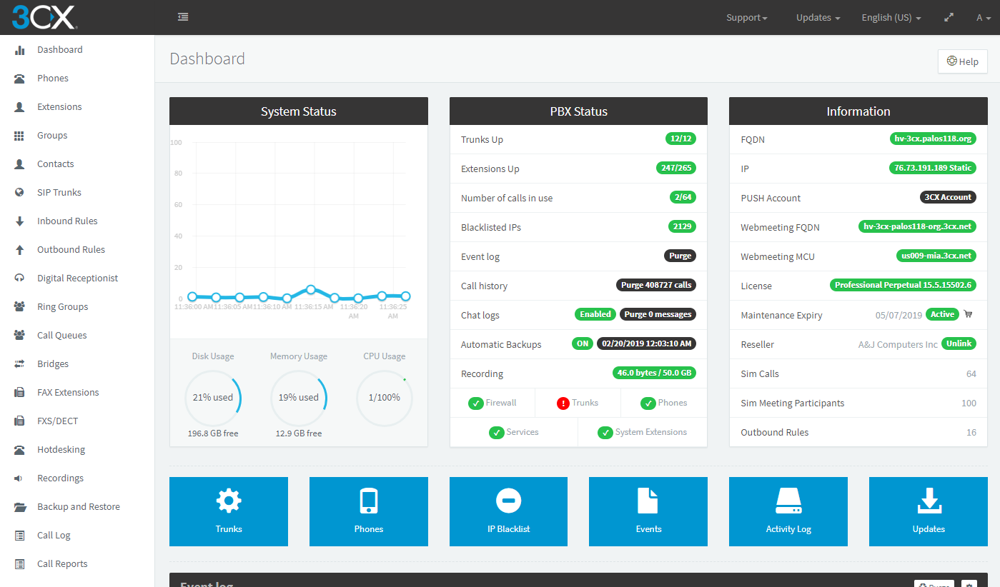 3CX
Support
Updates
English (US)
A
Dashboard
Phones
Extensions
Groups
Contacts
SIP Trunks
Inbound Rules
Outbound Rules
Digital Receptionist
Ring Groups
Call Queues
Bridges
FAX Extensions
FXS/DECT
Hotdesking
Recordings
Backup and Restore
Call Log
Call Reports
Dashboard
Help
System Status
100
80
60
40
20
0
11:36:00 AM 11:36:05 AM 11:36:10 AM 11:36:15 AM 11:36:20 AM 11:36:25 AM
Disk Usage Memory Usage CPU Usage
21% used 19% used 1/100%
196.8 GB free 12.9 GB free
PBX Status
Trunks Up 12/12
Extensions Up 247/265
Number of calls in use 2/64
Blacklisted IPs 2129
Event log Purge
Call history Purge 408727 calls
Chat logs Enabled Purge 0 messages
Automatic Backups ON 02/20/2019 12:03:10 AM
Recording 46.0 bytes / 50.0 GB
Firewall ! Trunks Phones
Services System Extensions
Information
FQDN hv-3cx.palos118.org
IP 76.73.191.189 Static
PUSH Account 3CX Account
Webmeeting FQDN hv-3cx-palos118-org.3cx.net
Webmeeting MCU us009-mia.3cx.net
License Professional Perpetual 15.5.15502.6
Maintenance Expiry 05/07/2019 Active
Reseller A&J Computers Inc Unlink
Sim Calls 64
Sim Meeting Participants 100
Outbound Rules 16
Trunks
Phones
IP Blacklist
Events
Activity Log
Updates
Event log
Purge